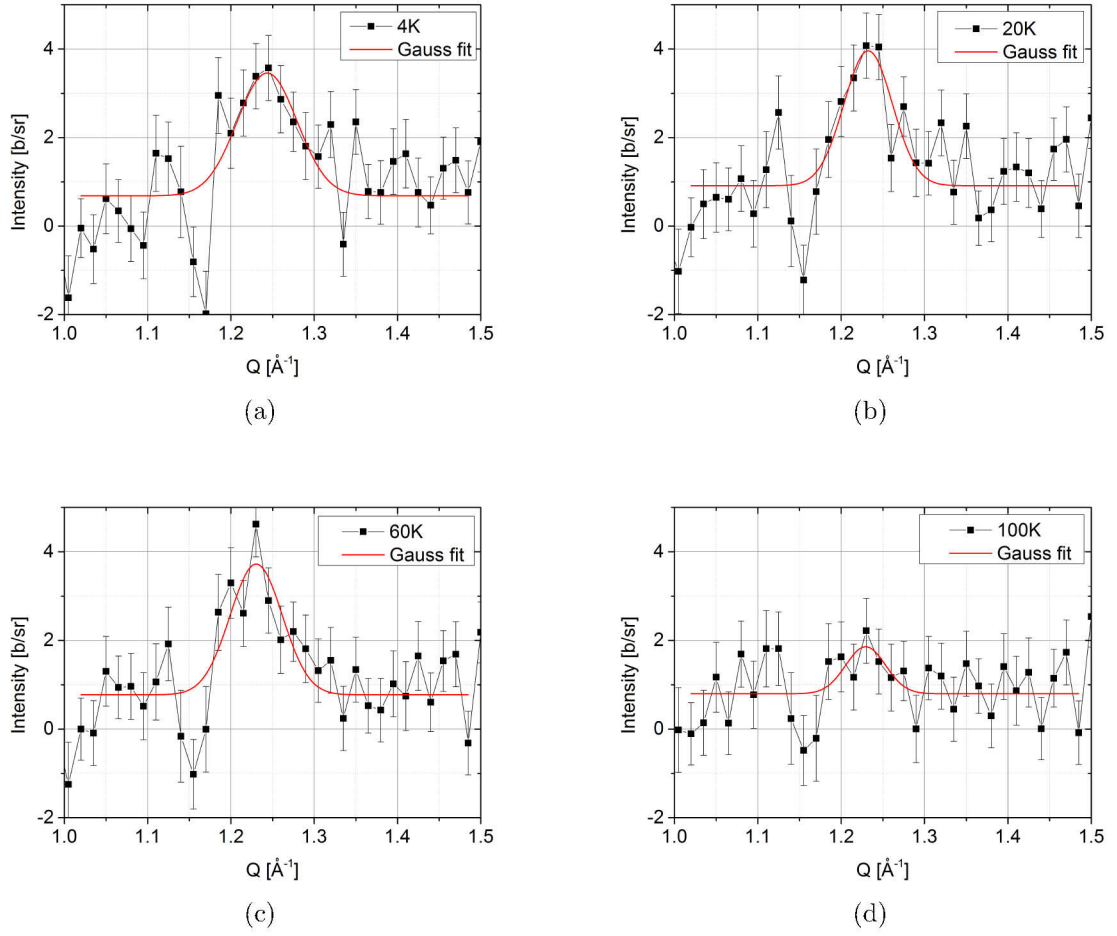 4K
Gauss fit
Intensity [b/sr]
4
2
0
-2
1.0 1.1 1.2 1.3 1.4 1.5
Q [Å⁻¹]
(a)
20K
Gauss fit
Intensity [b/sr]
4
2
0
-2
1.0 1.1 1.2 1.3 1.4 1.5
Q [Å⁻¹]
(b)
60K
Gauss fit
Intensity [b/sr]
4
2
0
-2
1.0 1.1 1.2 1.3 1.4 1.5
Q [Å⁻¹]
(c)
100K
Gauss fit
Intensity [b/sr]
4
2
0
-2
1.0 1.1 1.2 1.3 1.4 1.5
Q [Å⁻¹]
(d)